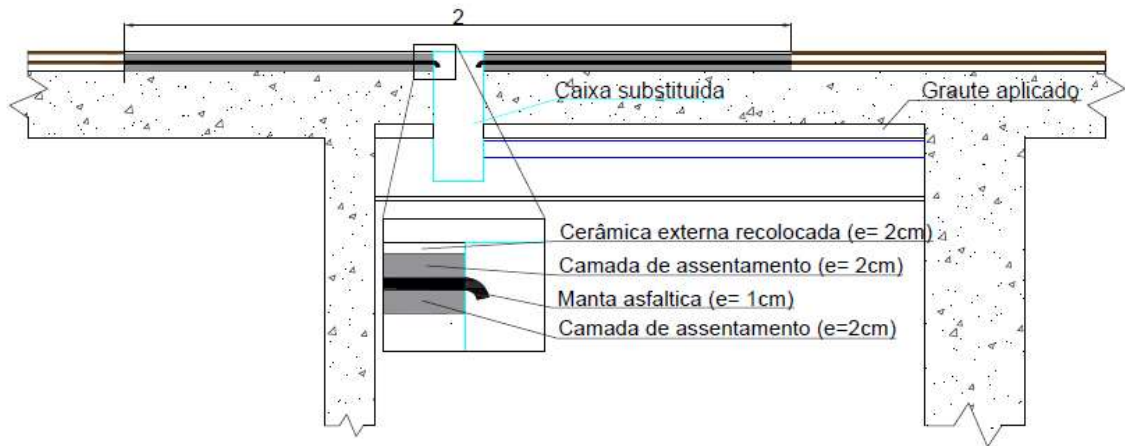 2
Caixa substituída
Graute aplicado
Cerâmica externa recolocada (e= 2cm)
Camada de assentamento (e= 2cm)
Manta asfaltica (e= 1cm)
Camada de assentamento (e=2cm)